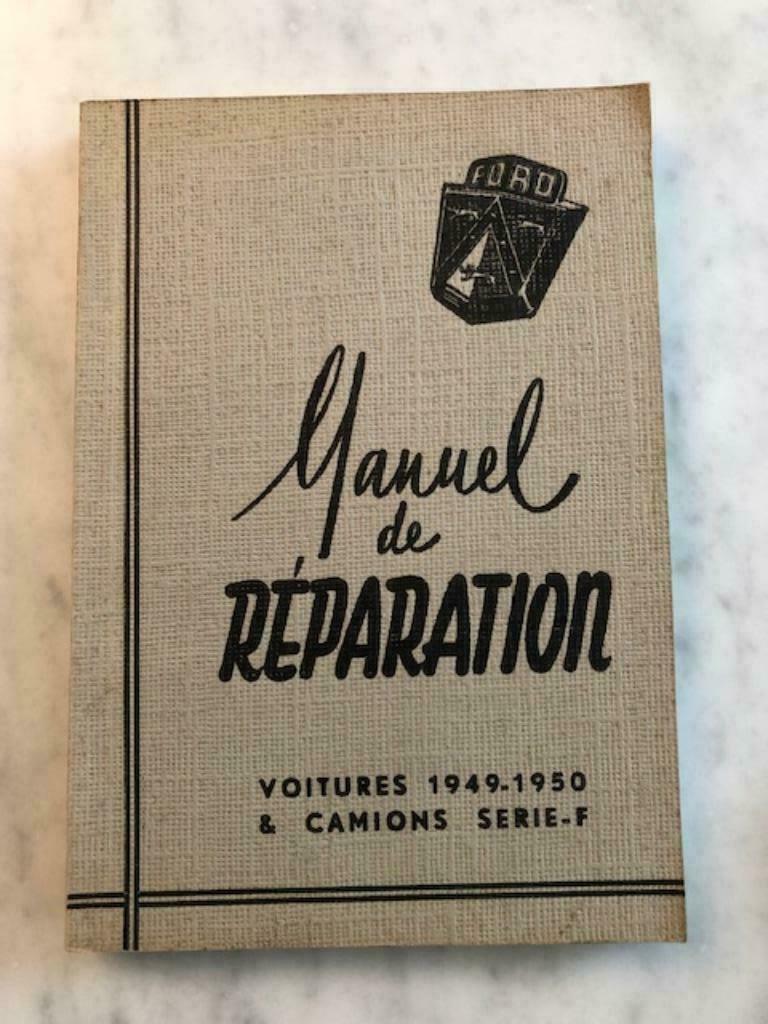 FORD
Manuel
de
RÉPARATION
VOITURES 1949-1950
& CAMIONS SERIE-F